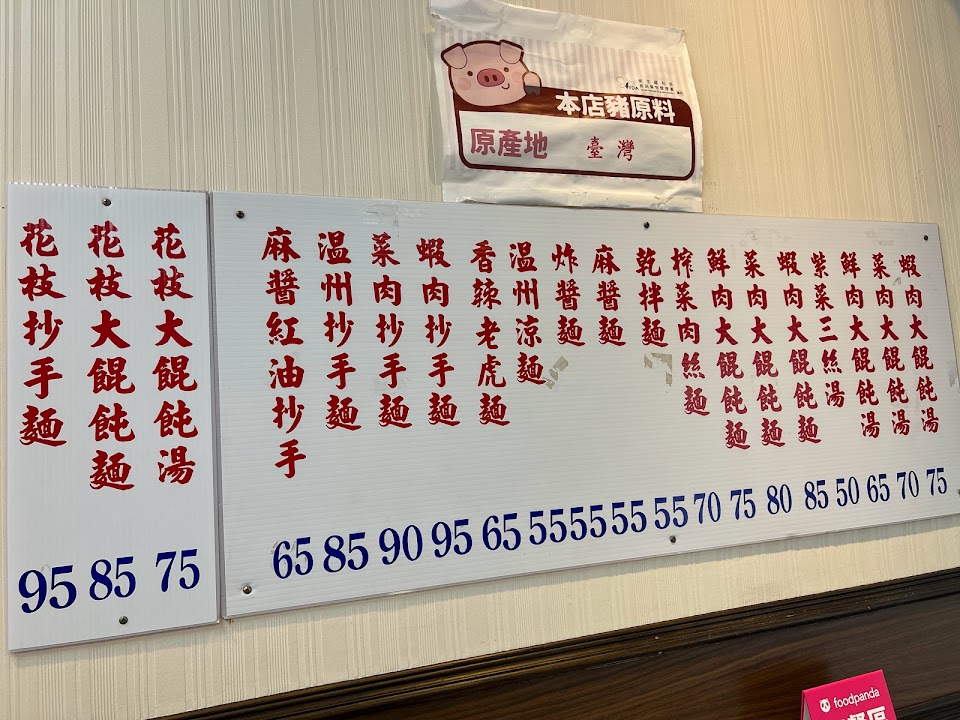 本店豬原料
原產地 臺灣
蝦肉大餛飩湯 75
菜肉大餛飩湯 70
鮮肉大餛飩湯 65
紫菜三絲湯 50
蝦肉大餛飩麵 85
菜肉大餛飩麵 80
鮮肉大餛飩麵 75
榨菜肉絲麵 70
乾拌麵 55
麻醬麵 55
炸醬麵 55
温州涼麵 55
香辣老虎麵 65
蝦肉抄手麵 95
菜肉抄手麵 90
温州抄手麵 85
麻醬紅油抄手 65
花枝大餛飩湯 75
花枝大餛飩麵 85
花枝抄手麵 95
foodpanda